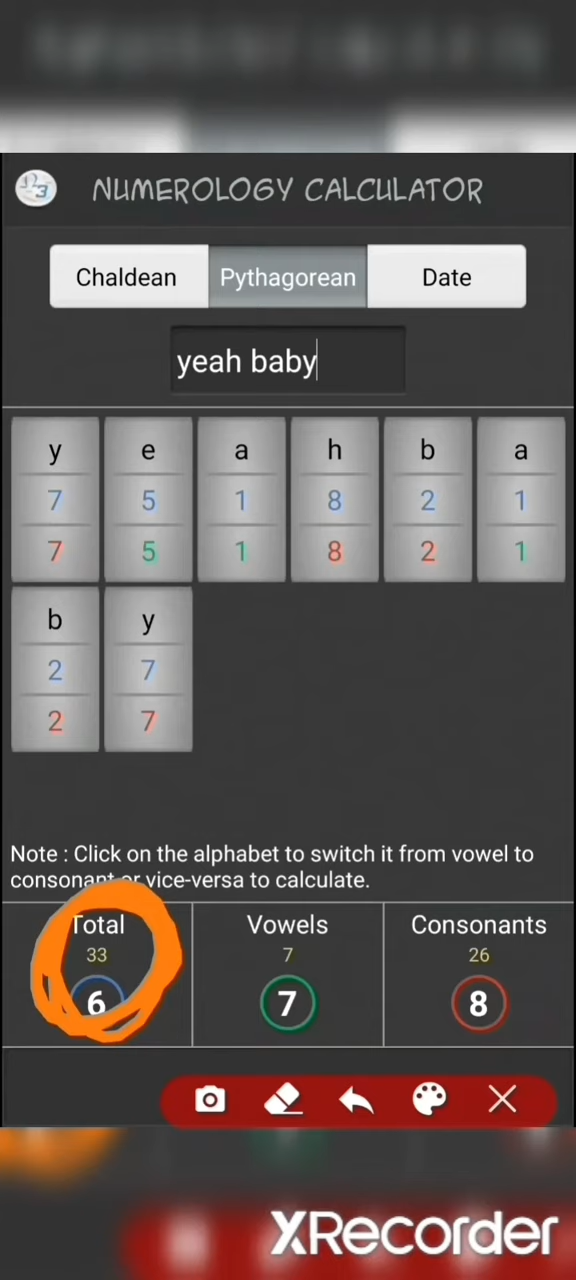 NUMEROLOGY CALCULATOR
Chaldean Pythagorean Date
yeah baby
y e a h b a
7 5 1 8 2 1
7 5 1 8 2 1
b y
2 7
2 7
Note : Click on the alphabet to switch it from vowel to
consonant or vice-versa to calculate.
Total Vowels Consonants
33 7 26
6 7 8
XRecorder